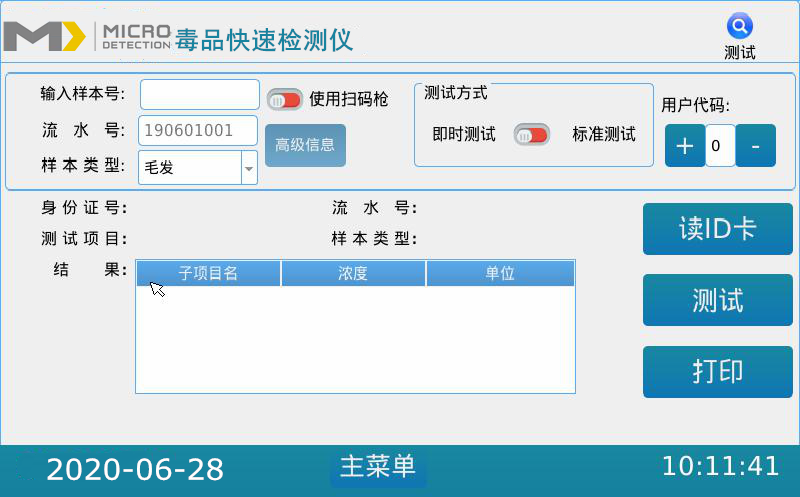 MD MICRO DETECTION 毒品快速检测仪
测试
输入样本号:
使用扫码枪
测试方式
用户代码:
流 水 号: 190601001
高级信息
即时测试
标准测试
+ 0 -
样 本 类 型: 毛发
身 份 证 号:
流 水 号:
读ID卡
测 试 项 目:
样 本 类 型:
结 果:
子项目名 浓度 单位
测试
打印
2020-06-28
主菜单
10:11:41